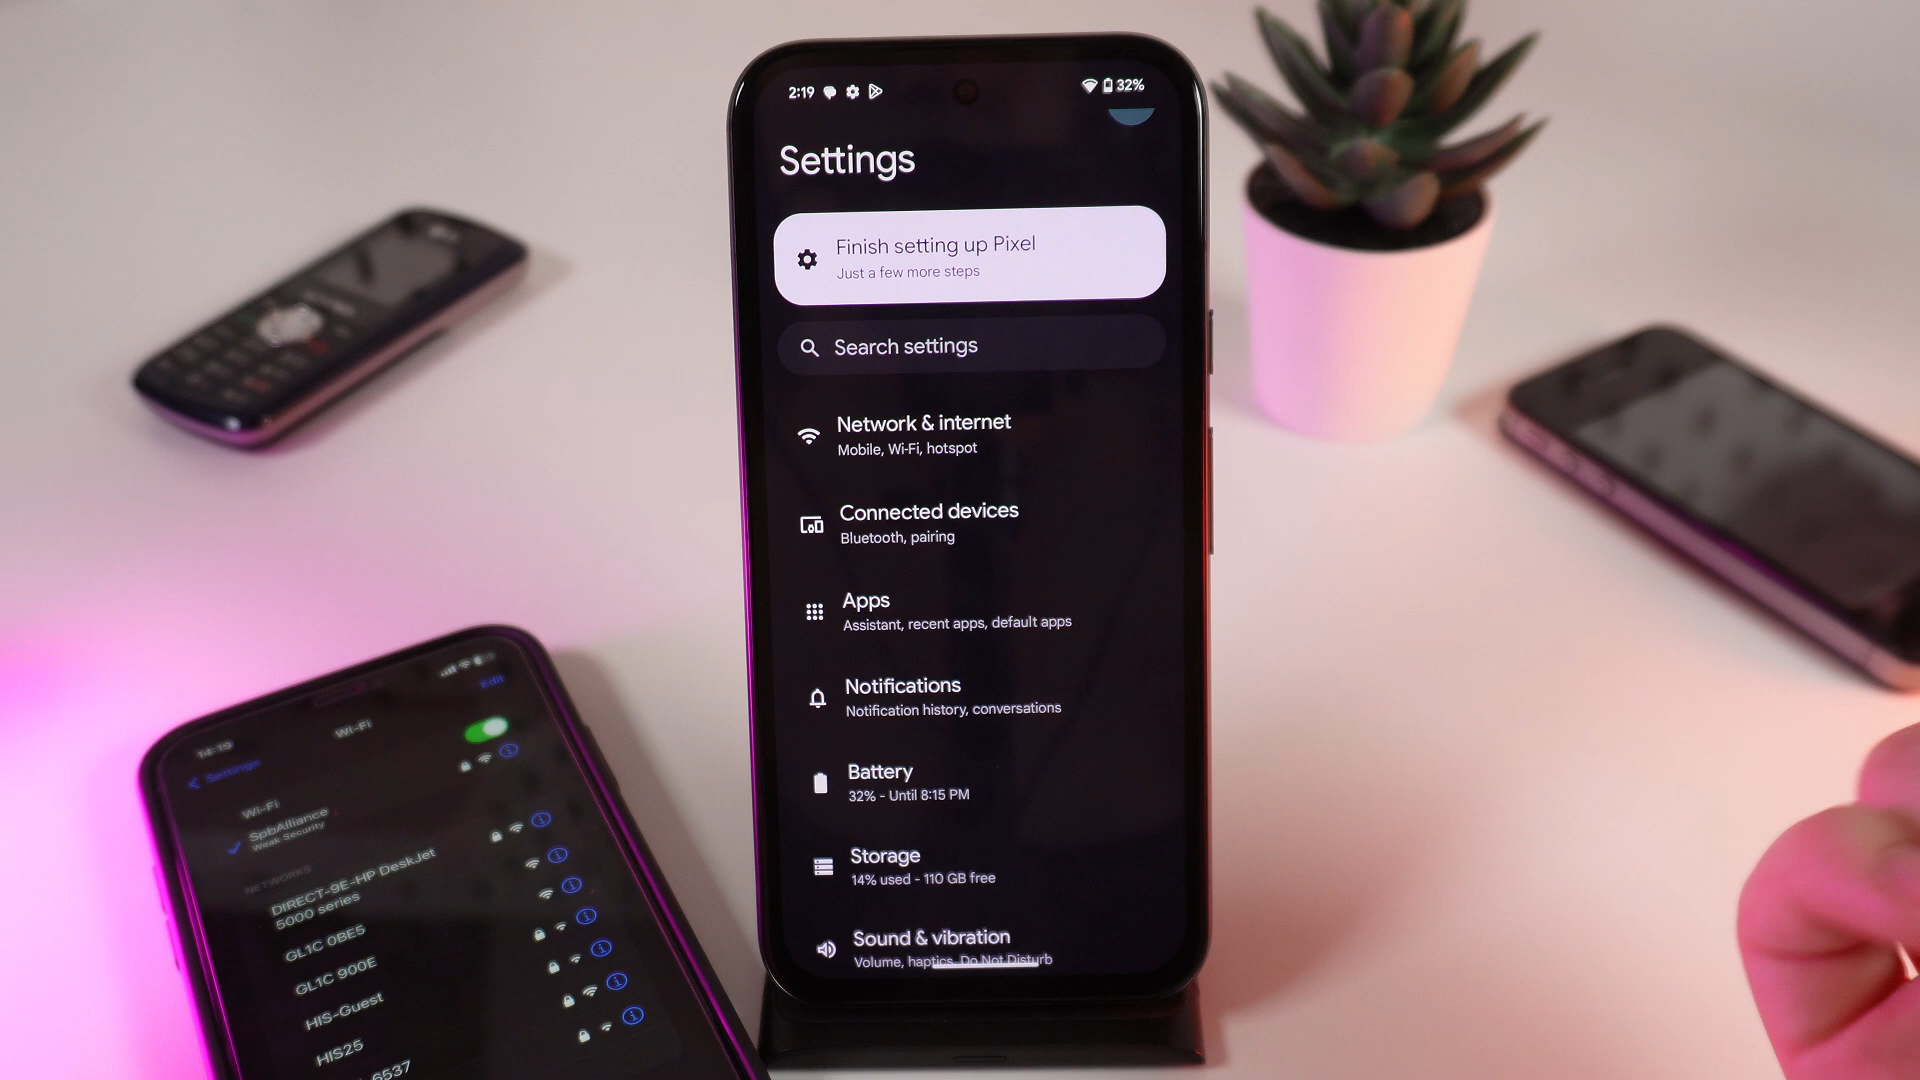 2:19
32%
Settings
Finish setting up Pixel
Just a few more steps
Search settings
Network & internet
Mobile, Wi-Fi, hotspot
Connected devices
Bluetooth, pairing
Apps
Assistant, recent apps, default apps
Notifications
Notification history, conversations
Battery
32% - Until 8:15 PM
Storage
14% used - 110 GB free
Sound & vibration
Volume, haptics, Do Not Disturb
14:19
Edit
Settings
Wi-Fi
Wi-Fi
SpbAlliance
Weak Security
NETWORKS
DIRECT-9E-HP DeskJet
5000 series
GL1C 0BE5
GL1C 900E
HIS-Guest
HIS25
6537